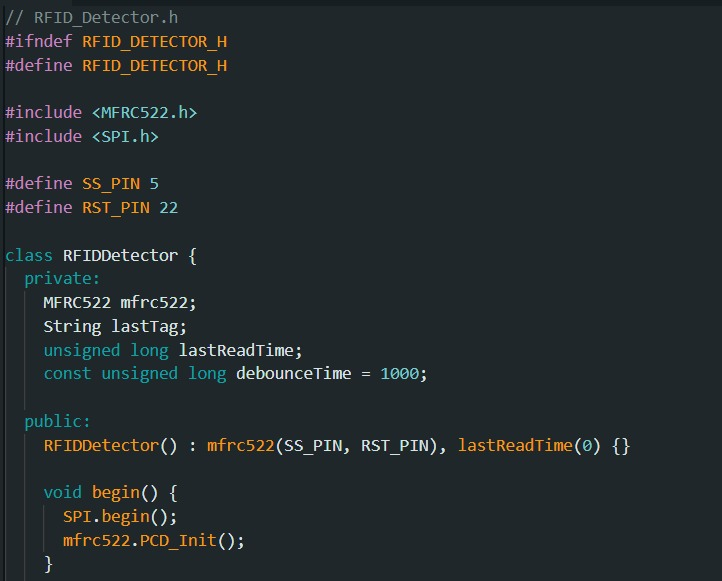 // RFID_Detector.h
#ifndef RFID_DETECTOR_H
#define RFID_DETECTOR_H
#include <MFRC522.h>
#include <SPI.h>
#define SS_PIN 5
#define RST_PIN 22
class RFIDDetector {
private:
MFRC522 mfrc522;
String lastTag;
unsigned long lastReadTime;
const unsigned long debounceTime = 1000;
public:
RFIDDetector() : mfrc522(SS_PIN, RST_PIN), lastReadTime(0) {}
void begin() {
SPI.begin();
mfrc522.PCD_Init();
}